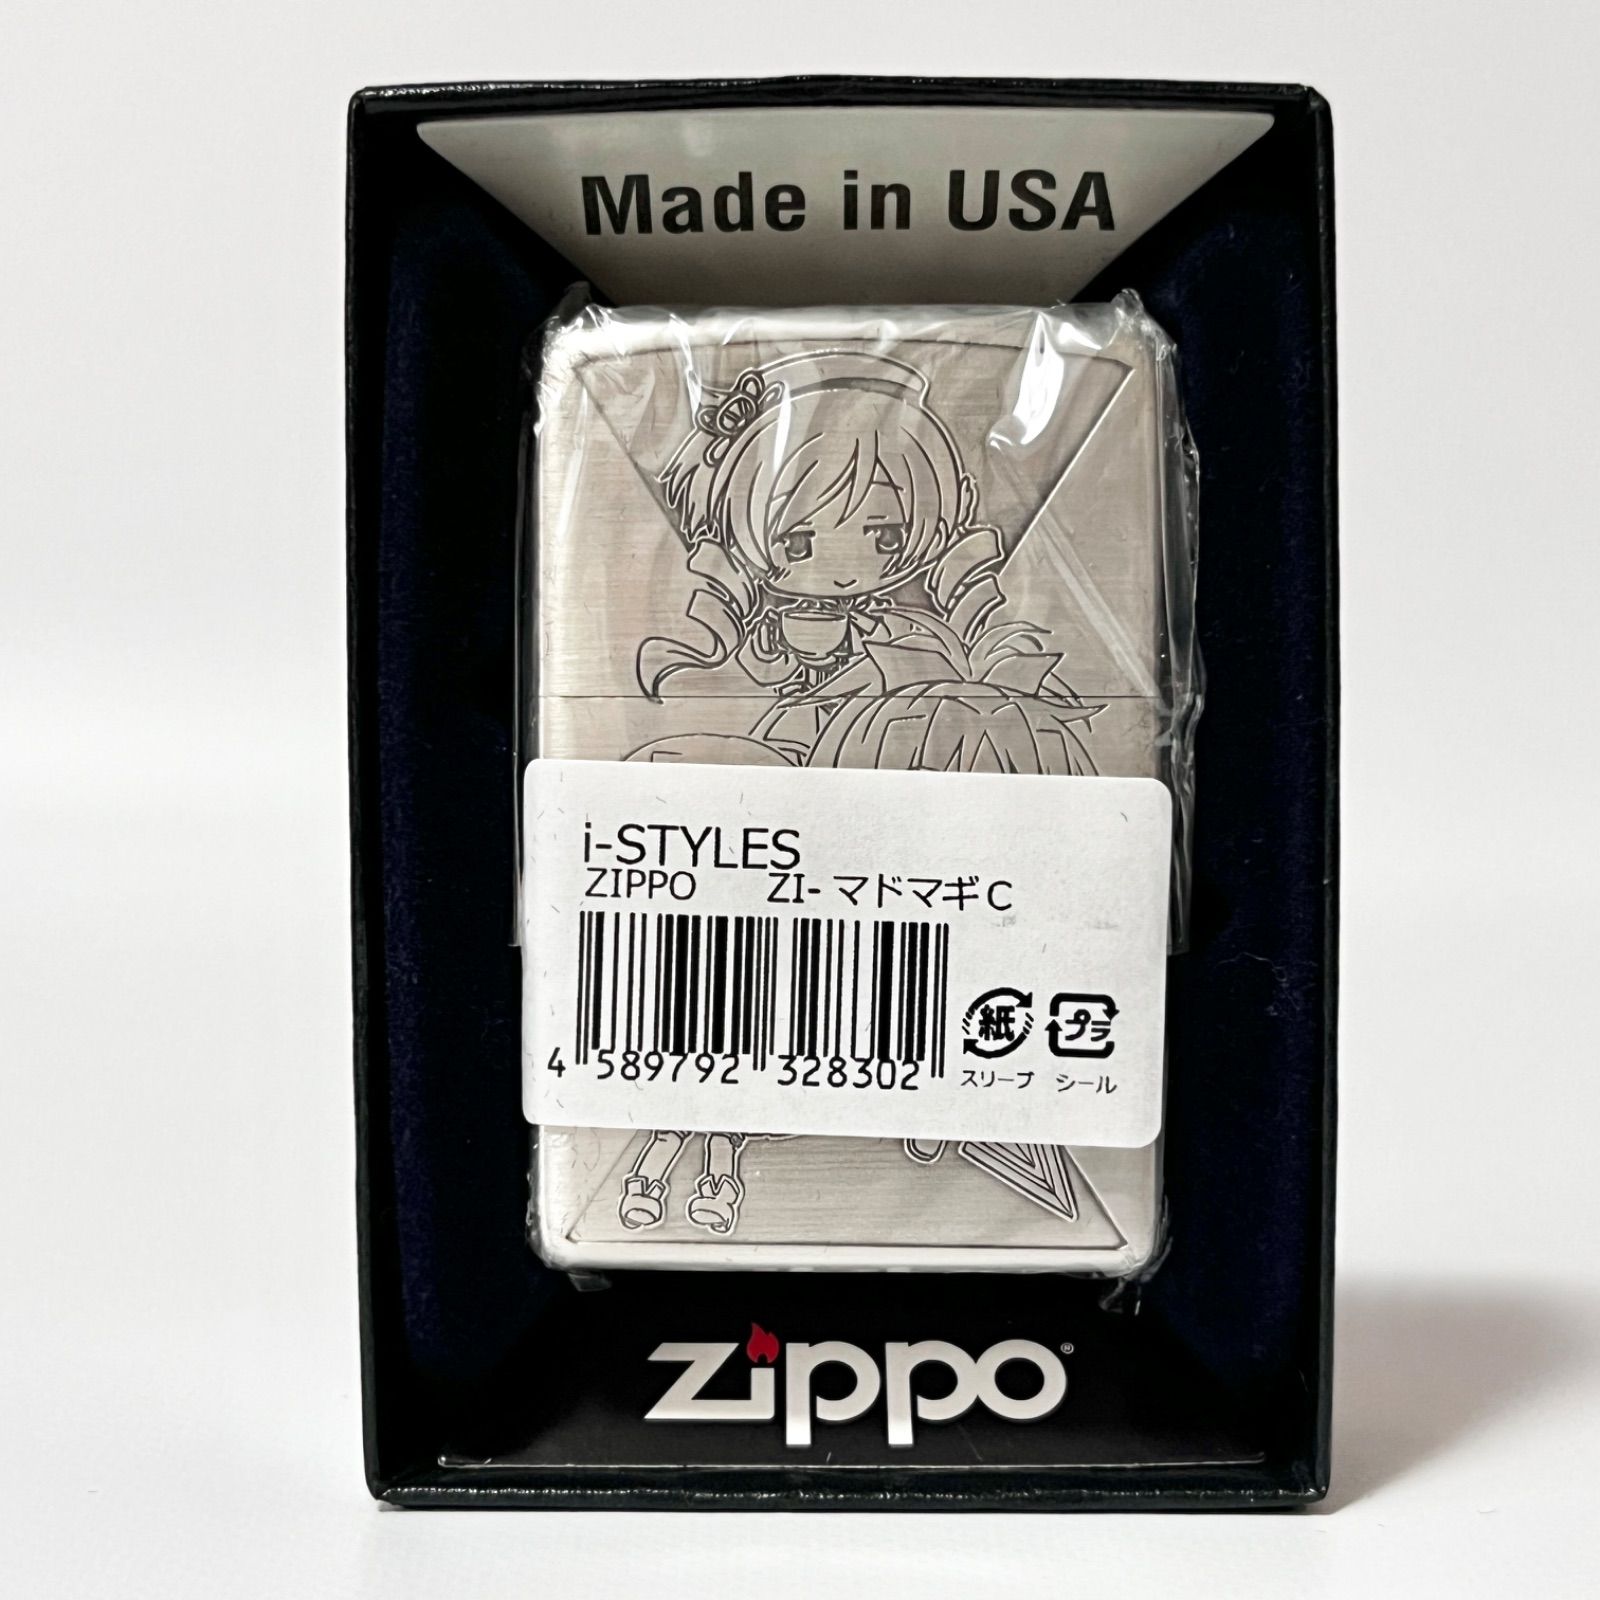 Made in USA
i-STYLES
ZIPPO ZI-マドマギC
4 589792 328302
紙 プラ
スリーブ シール
zippo®